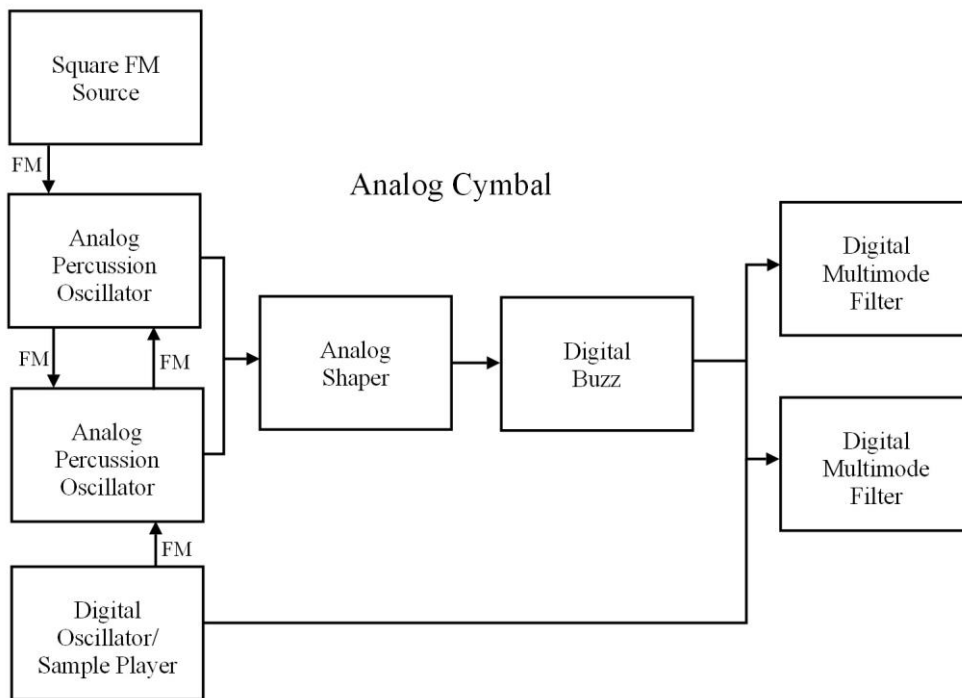 Square FM
Source
FM
Analog Cymbal
Analog
Percussion
Oscillator
Digital
Multimode
Filter
FM
FM
Analog
Shaper
Digital
Buzz
Analog
Percussion
Oscillator
Digital
Multimode
Filter
FM
Digital
Oscillator/
Sample Player